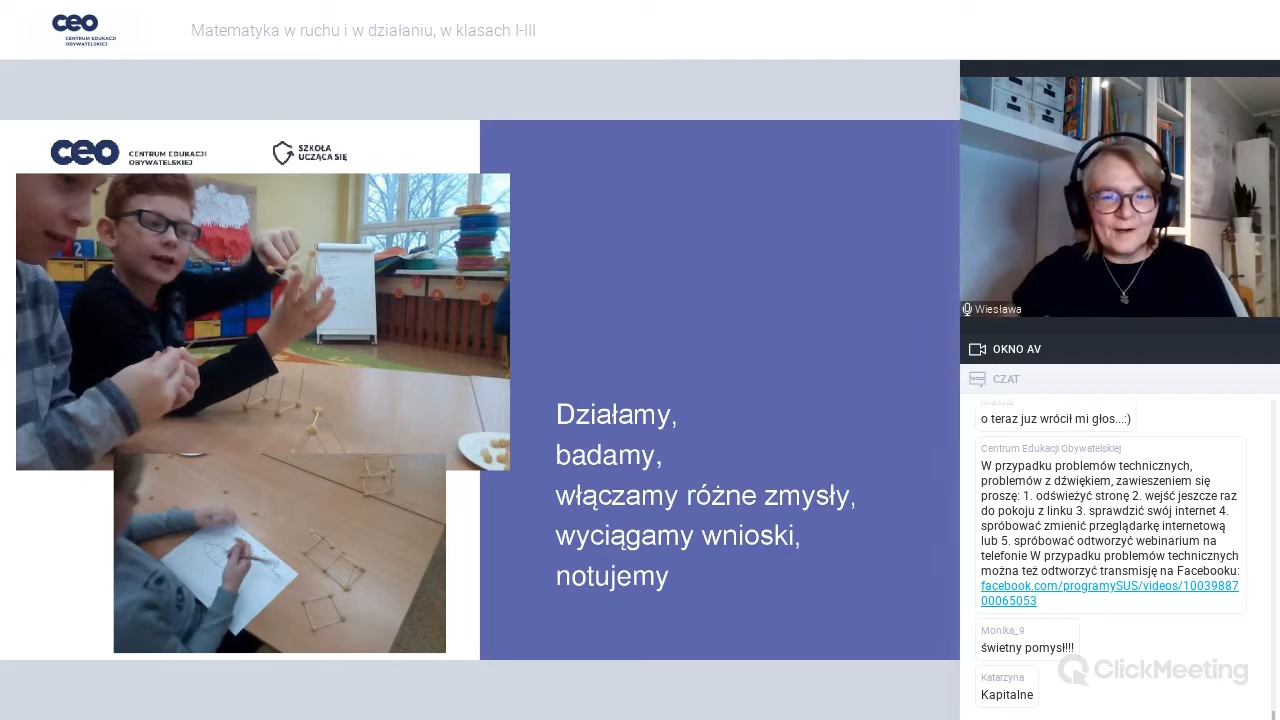 ceo
CENTRUM EDUKACJI
OBYWATELSKIEJ
Matematyka w ruchu i w działaniu, w klasach I-III
ceo
CENTRUM EDUKACJI
OBYWATELSKIEJ
SZKOŁA
UCZĄCA SIĘ
Działamy,
badamy,
włączamy różne zmysły,
wyciągamy wnioski,
notujemy
Wiesława
OKNO AV
CZAT
o teraz juz wrócił mi głos...:)
Centrum Edukacji Obywatelskiej
W przypadku problemów technicznych,
problemów z dźwiękiem, zawieszeniem się
proszę: 1. odświeżyć stronę 2. wejść jeszcze raz
do pokoju z linku 3. sprawdzić swój internet 4.
spróbować zmienić przeglądarkę internetową
lub 5. spróbować odtworzyć webinarium na
telefonie W przypadku problemów technicznych
można też odtworzyć transmisję na Facebooku:
facebook.com/programySUS/videos/10039887
00065053
Monika_9
świetny pomysł!!!
ClickMeeting
Katarzyna
Kapitalne